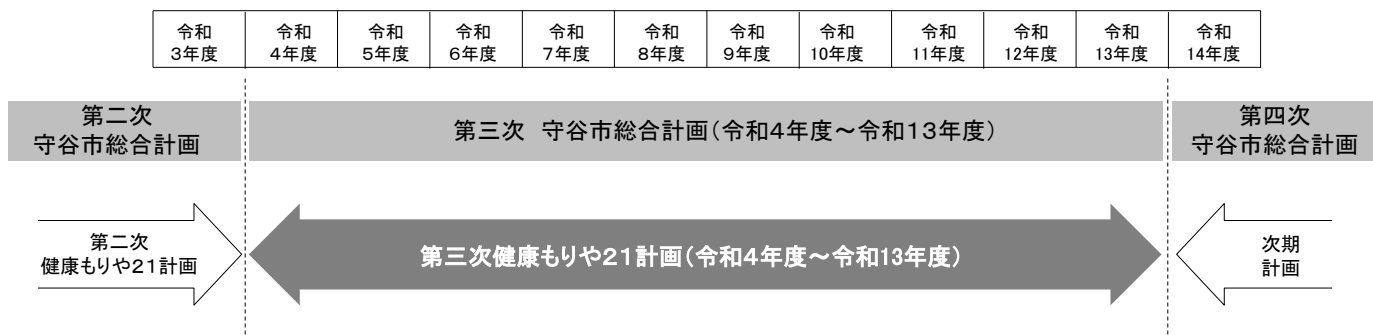 令和
3年度
令和
4年度
令和
5年度
令和
6年度
令和
7年度
令和
8年度
令和
9年度
令和
10年度
令和
11年度
令和
12年度
令和
13年度
令和
14年度
第二次
守谷市総合計画
第三次 守谷市総合計画(令和4年度～令和13年度)
第四次
守谷市総合計画
第二次
健康もりや21計画
第三次健康もりや21計画(令和4年度～令和13年度)
次期
計画